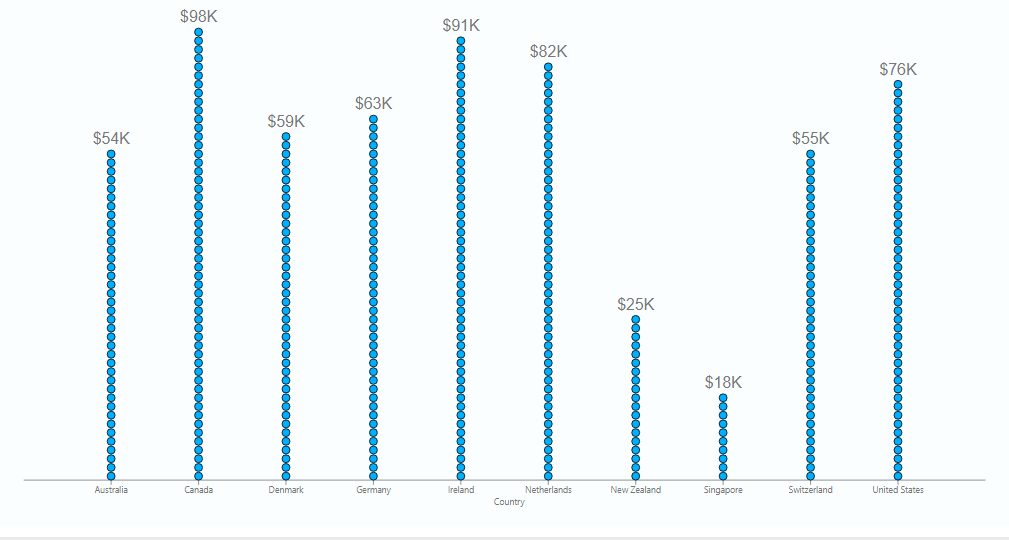 $98K
$91K
$82K
$76K
$63K
$59K
$54K
$55K
$25K
$18K
Australia Canada Denmark Germany Ireland Netherlands New Zealand Singapore Switzerland United States
Country